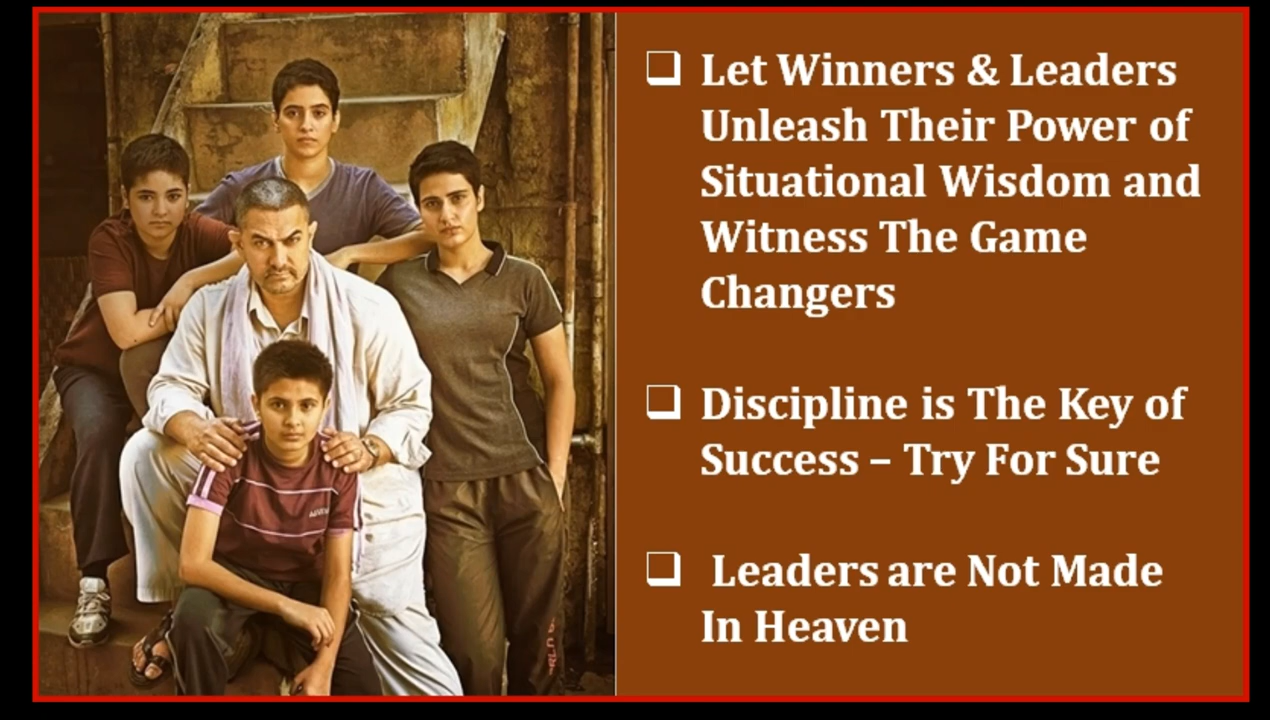 Let Winners & Leaders
Unleash Their Power of
Situational Wisdom and
Witness The Game
Changers
Discipline is The Key of
Success – Try For Sure
Leaders are Not Made
In Heaven